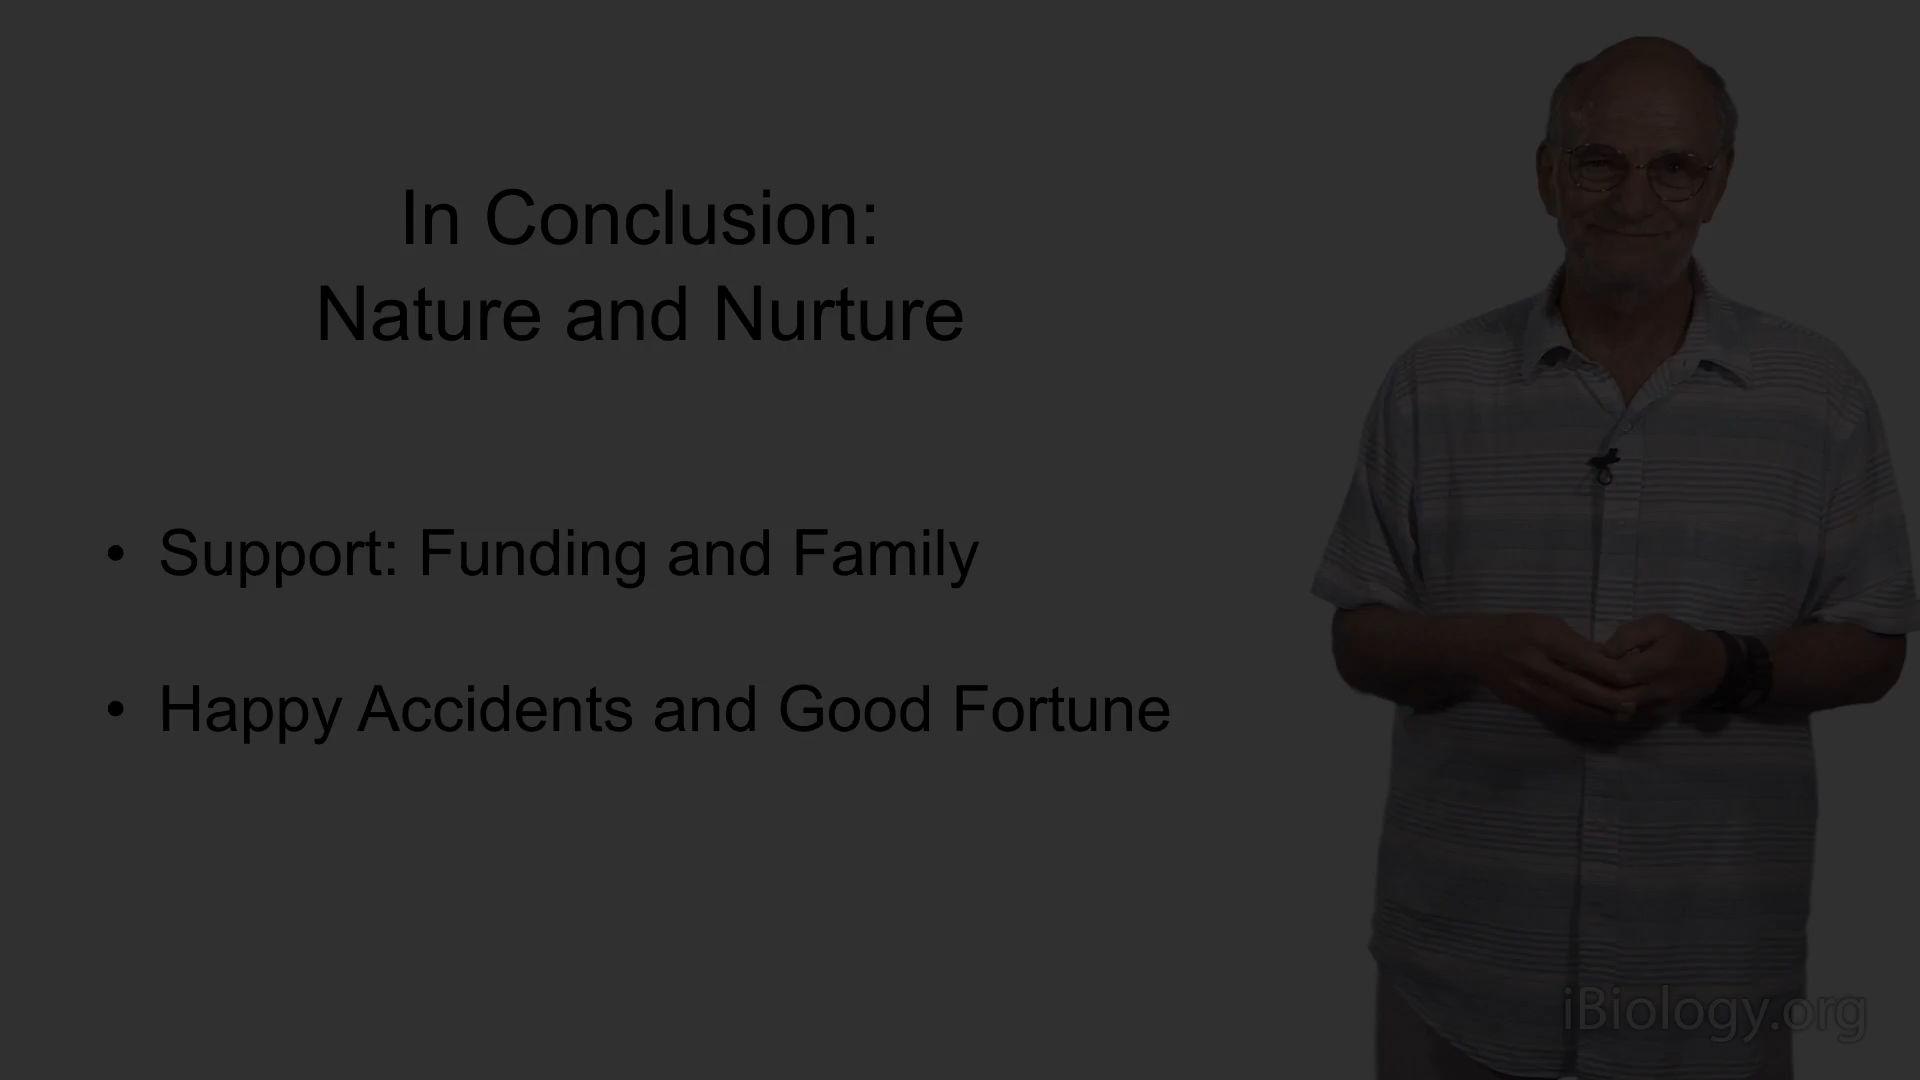 In Conclusion:
Nature and Nurture
• Support: Funding and Family
• Happy Accidents and Good Fortune
iBiology.org